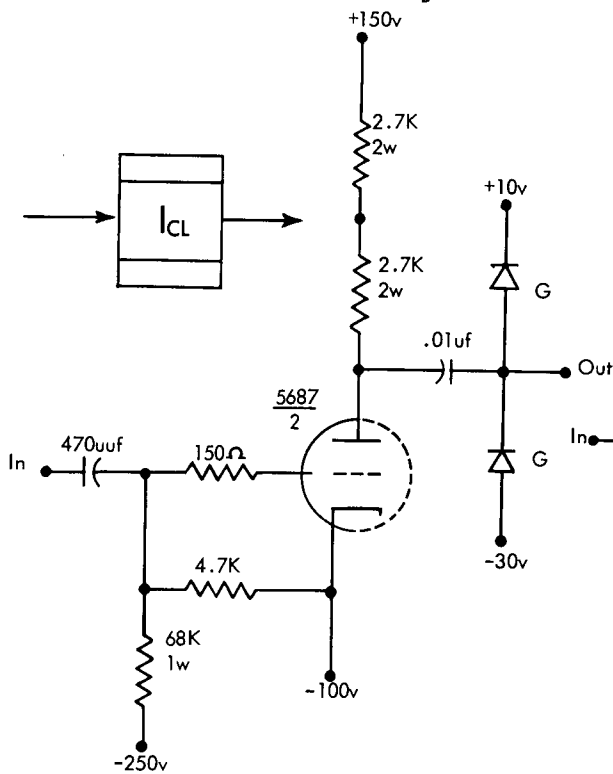 +150v
2.7K
2w
I_CL
+10v
2.7K
2w
G
.01uf
Out
5687
2
In
470uuf
150Ω
In
G
4.7K
-30v
68K
1w
-100v
-250v